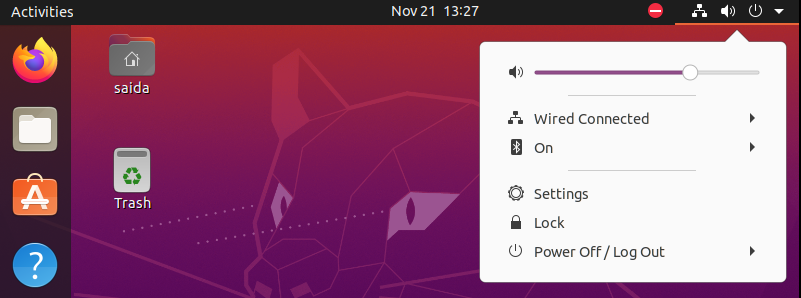 Activities
Nov 21 13:27
saida
Trash
Wired Connected
On
Settings
Lock
Power Off / Log Out